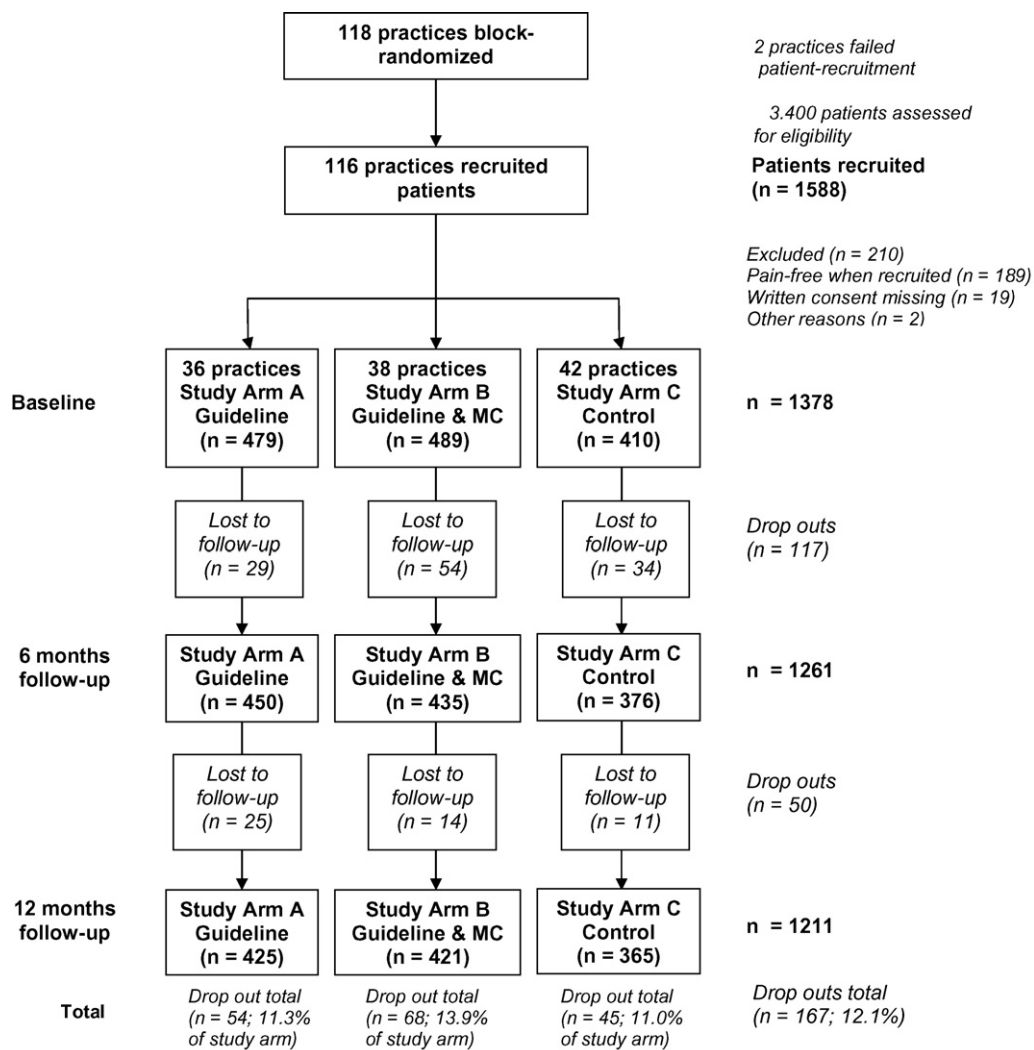 118 practices block-
randomized
2 practices failed
patient-recruitment
3.400 patients assessed
for eligibility
116 practices recruited
patients
Patients recruited
(n = 1588)
Excluded (n = 210)
Pain-free when recruited (n = 189)
Written consent missing (n = 19)
Other reasons (n = 2)
Baseline
36 practices
Study Arm A
Guideline
(n = 479)
38 practices
Study Arm B
Guideline & MC
(n = 489)
42 practices
Study Arm C
Control
(n = 410)
n = 1378
Lost to
follow-up
(n = 29)
Lost to
follow-up
(n = 54)
Lost to
follow-up
(n = 34)
Drop outs
(n = 117)
6 months
follow-up
Study Arm A
Guideline
(n = 450)
Study Arm B
Guideline & MC
(n = 435)
Study Arm C
Control
(n = 376)
n = 1261
Lost to
follow-up
(n = 25)
Lost to
follow-up
(n = 14)
Lost to
follow-up
(n = 11)
Drop outs
(n = 50)
12 months
follow-up
Study Arm A
Guideline
(n = 425)
Study Arm B
Guideline & MC
(n = 421)
Study Arm C
Control
(n = 365)
n = 1211
Total
Drop out total
(n = 54; 11.3%
of study arm)
Drop out total
(n = 68; 13.9%
of study arm)
Drop out total
(n = 45; 11.0%
of study arm)
Drop outs total
(n = 167; 12.1%)